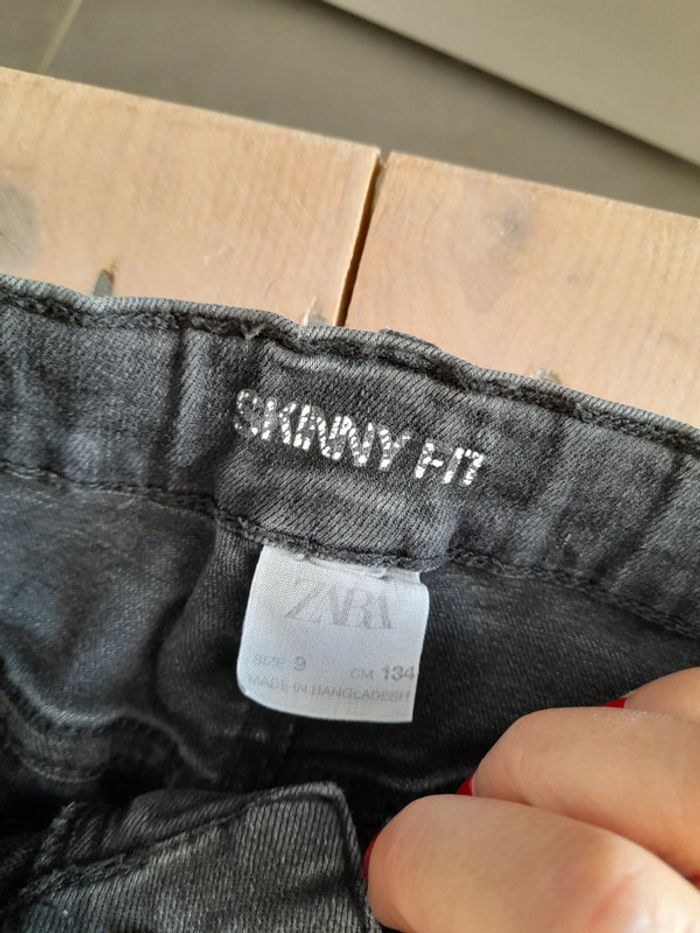 SKINNY FIT
ZARA
SIZE 9 CM 134
MADE IN BANGLADESH